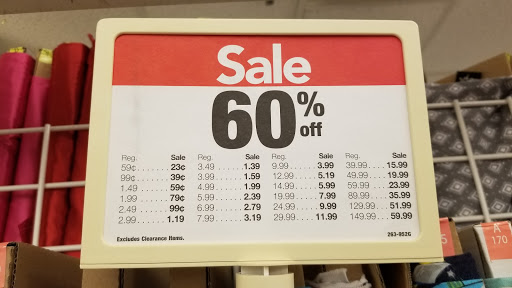 Sale
60% off
Reg. Sale Reg. Sale Reg. Sale Reg. Sale
59¢ ..... 23¢ 3.49 ..... 1.39 9.99 ..... 3.99 39.99 ..... 15.99
99¢ ..... 39¢ 3.99 ..... 1.59 12.99 ..... 5.19 49.99 ..... 19.99
1.49 ..... 59¢ 4.99 ..... 1.99 14.99 ..... 5.99 59.99 ..... 23.99
1.99 ..... 79¢ 5.99 ..... 2.39 19.99 ..... 7.99 89.99 ..... 35.99
2.49 ..... 99¢ 6.99 ..... 2.79 24.99 ..... 9.99 129.99 ..... 51.99
2.99 ..... 1.19 7.99 ..... 3.19 29.99 ..... 11.99 149.99 ..... 59.99
Excludes Clearance Items.
263-952G
A
170